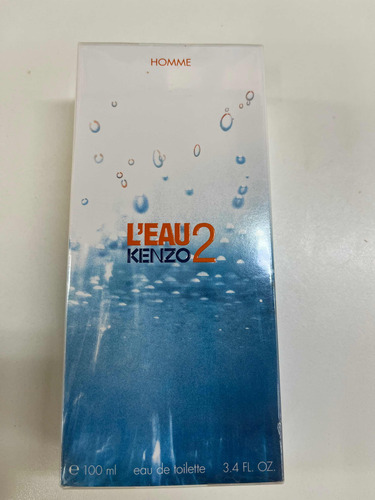 HOMME
L'EAU 2
KENZO
℮ 100 ml eau de toilette 3.4 FL. OZ.